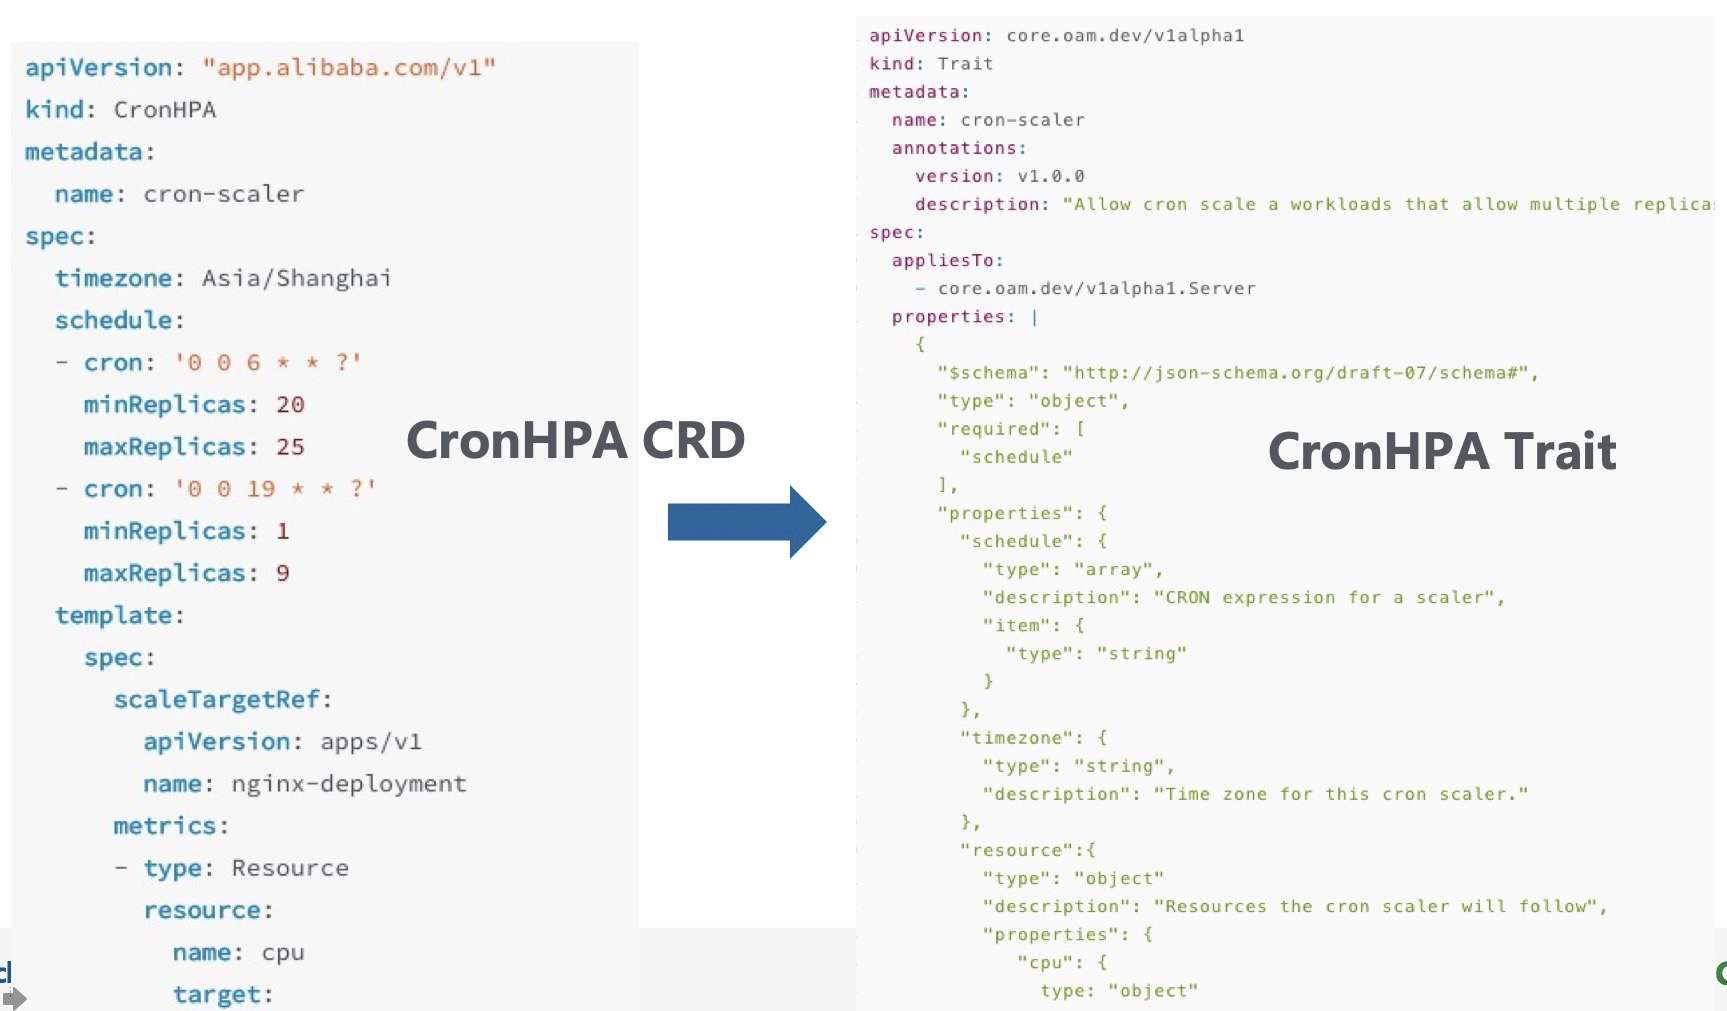 apiVersion: "app.alibaba.com/v1"
kind: CronHPA
metadata:
  name: cron-scaler
spec:
  timezone: Asia/Shanghai
  schedule:
  - cron: '0 0 6 * * ?'
    minReplicas: 20
    maxReplicas: 25
  - cron: '0 0 19 * * ?'
    minReplicas: 1
    maxReplicas: 9
  template:
    spec:
      scaleTargetRef:
        apiVersion: apps/v1
        name: nginx-deployment
      metrics:
      - type: Resource
        resource:
          name: cpu
          target:
CronHPA CRD
apiVersion: core.oam.dev/v1alpha1
kind: Trait
metadata:
  name: cron-scaler
  annotations:
    version: v1.0.0
    description: "Allow cron scale a workloads that allow multiple
spec:
  appliesTo:
    - core.oam.dev/v1alpha1.Server
  properties: |
    {
      "$schema": "http://json-schema.org/draft-07/schema#",
      "type": "object",
      "required": [
        "schedule"
      ],
      "properties": {
        "schedule": {
          "type": "array",
          "description": "CRON expression for a scaler",
          "item": {
            "type": "string"
          }
        },
        "timezone": {
          "type": "string",
          "description": "Time zone for this cron scaler."
        },
        "resource":{
          "type": "object"
          "description": "Resources the cron scaler will follow",
          "properties": {
             "cpu": {
               type: "object"
CronHPA Trait